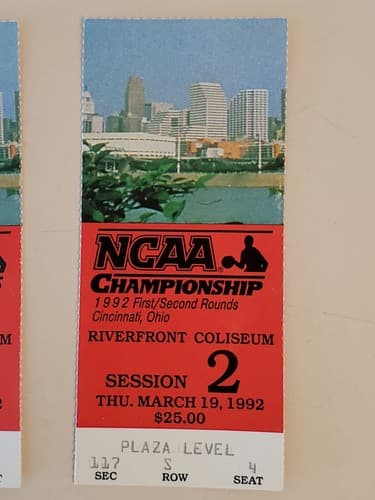 NCAA®
CHAMPIONSHIP
1992 First/Second Rounds
Cincinnati, Ohio
RIVERFRONT COLISEUM
SESSION 2
THU. MARCH 19, 1992
$25.00
PLAZA LEVEL
117 S 4
SEC ROW SEAT
M
2
T